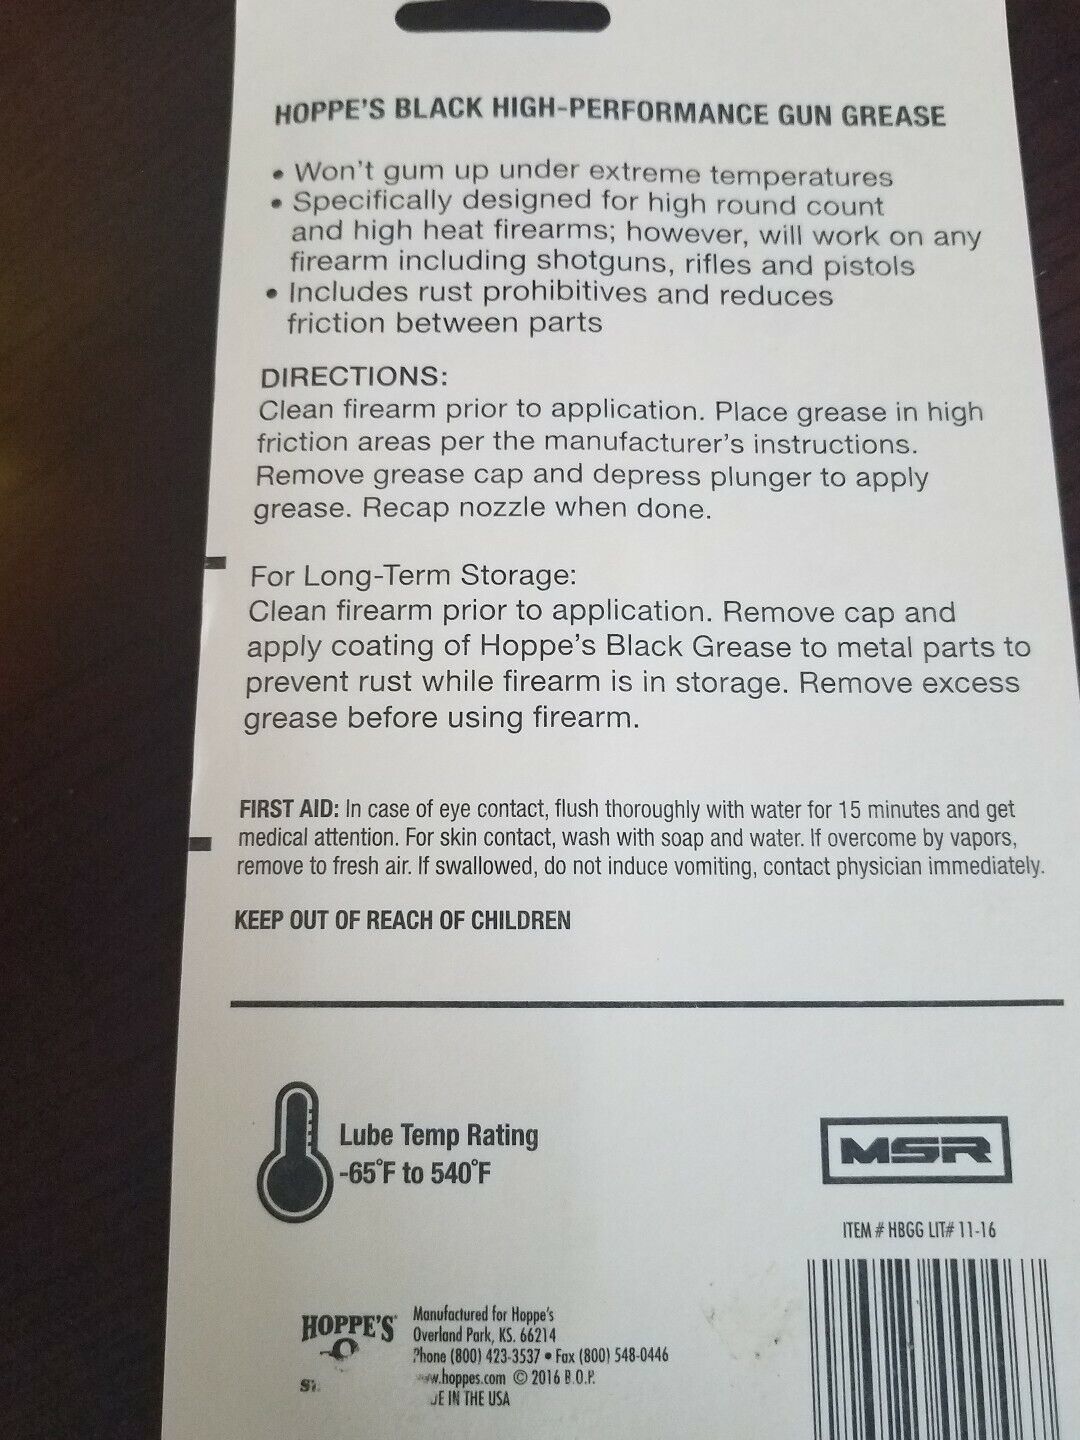 HOPPE'S BLACK HIGH-PERFORMANCE GUN GREASE
• Won't gum up under extreme temperatures
• Specifically designed for high round count
and high heat firearms; however, will work on any
firearm including shotguns, rifles and pistols
• Includes rust prohibitives and reduces
friction between parts
DIRECTIONS:
Clean firearm prior to application. Place grease in high
friction areas per the manufacturer's instructions.
Remove grease cap and depress plunger to apply
grease. Recap nozzle when done.
For Long-Term Storage:
Clean firearm prior to application. Remove cap and
apply coating of Hoppe's Black Grease to metal parts to
prevent rust while firearm is in storage. Remove excess
grease before using firearm.
FIRST AID: In case of eye contact, flush thoroughly with water for 15 minutes and get
medical attention. For skin contact, wash with soap and water. If overcome by vapors,
remove to fresh air. If swallowed, do not induce vomiting, contact physician immediately.
KEEP OUT OF REACH OF CHILDREN
Lube Temp Rating
-65°F to 540°F
MSR
ITEM # HBGG LIT# 11-16
HOPPE'S
Manufactured for Hoppe's
Overland Park, KS. 66214
Phone (800) 423-3537 • Fax (800) 548-0446
www.hoppes.com © 2016 B.O.P.
IN THE USA